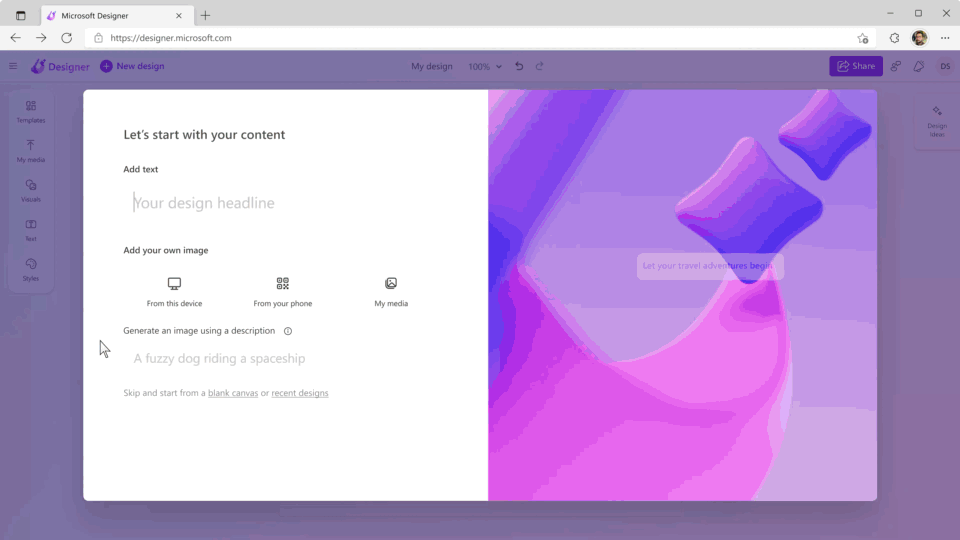 Microsoft Designer
https://designer.microsoft.com
Designer
New design
My design
100%
Share
DS
Templates
My media
Visuals
Text
Styles
Design
Ideas
Let's start with your content
Add text
Your design headline
Add your own image
From this device
From your phone
My media
Generate an image using a description
A fuzzy dog riding a spaceship
Skip and start from a blank canvas or recent designs
Let your travel adventures begin